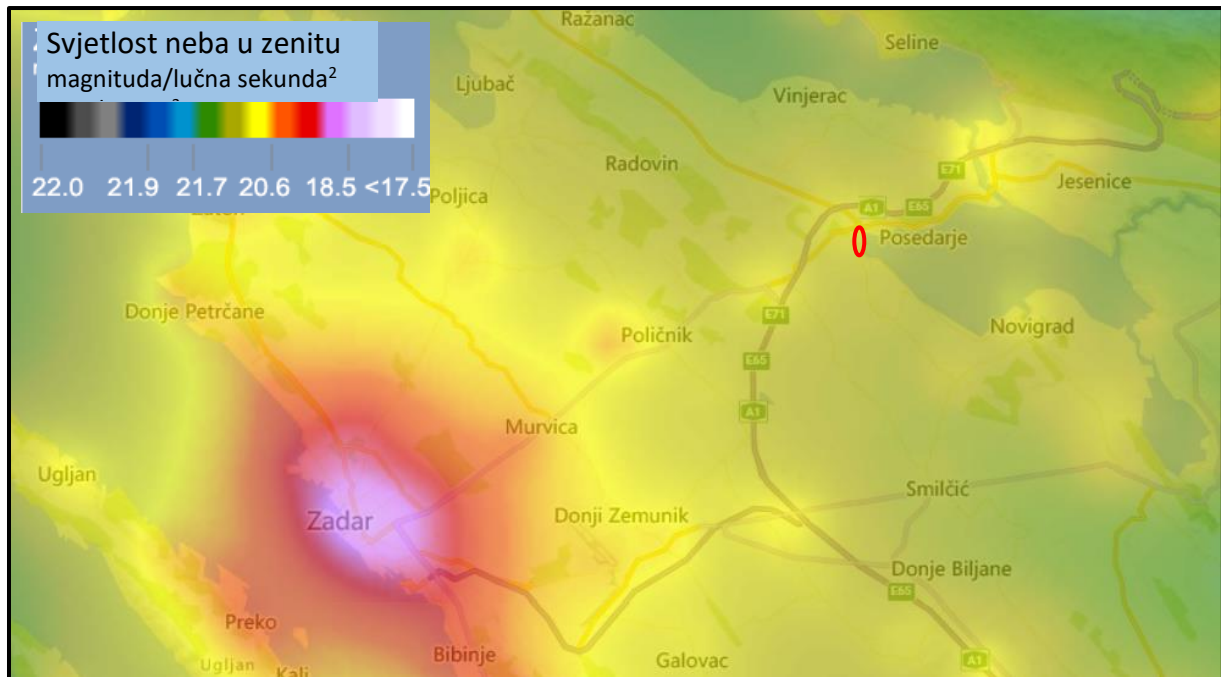 Svjetlost neba u zenitu
magnituda/lučna sekunda²
22.0 21.9 21.7 20.6 18.5 <17.5
Ražanac
Seline
Ljubač
Vinjerac
Radovin
E71
Jesenice
Poljica
A1
E65
Posedarje
Donje Petrčane
E71
Novigrad
Poličnik
E65
A1
Murvica
Ugljan
Smilčić
Zadar
Donji Zemunik
Donje Biljane
E65
Preko
Bibinje
Galovac
A1
Ugljan
Kali